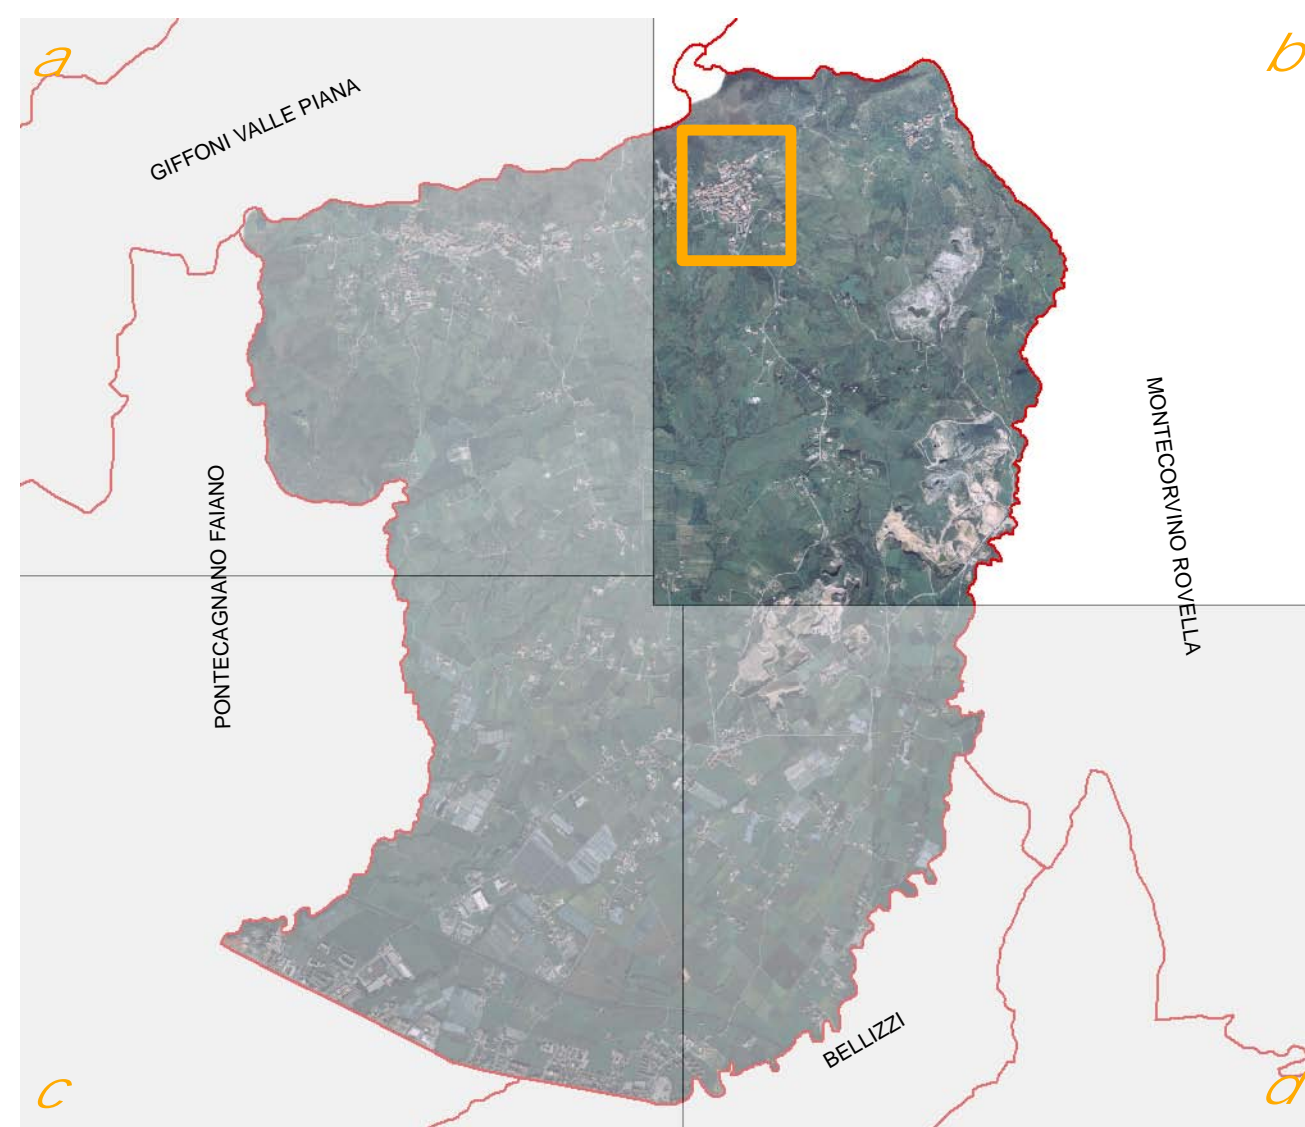 a
b
GIFFONI VALLE PIANA
MONTECORVINO ROVELLA
PONTECAGNANO FAIANO
BELLIZZI
c
d